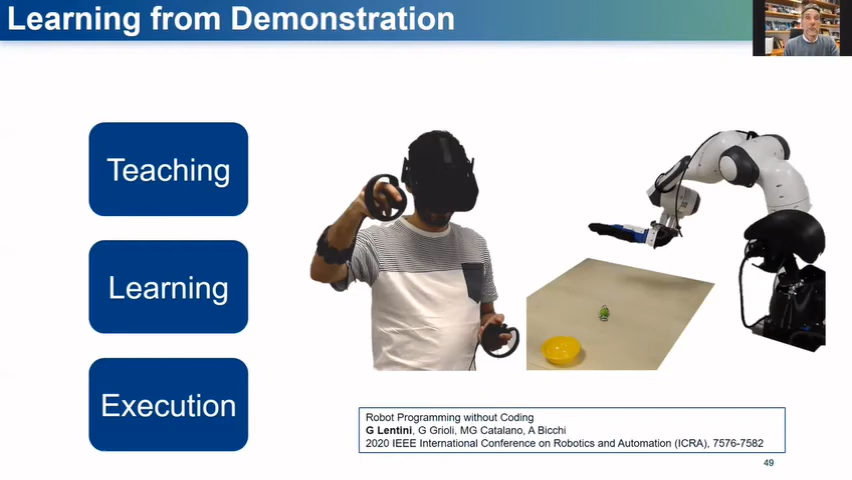 Learning from Demonstration
Teaching
Learning
Execution
Robot Programming without Coding
G Lentini, G Grioli, MG Catalano, A Bicchi
2020 IEEE International Conference on Robotics and Automation (ICRA), 7576-7582
49